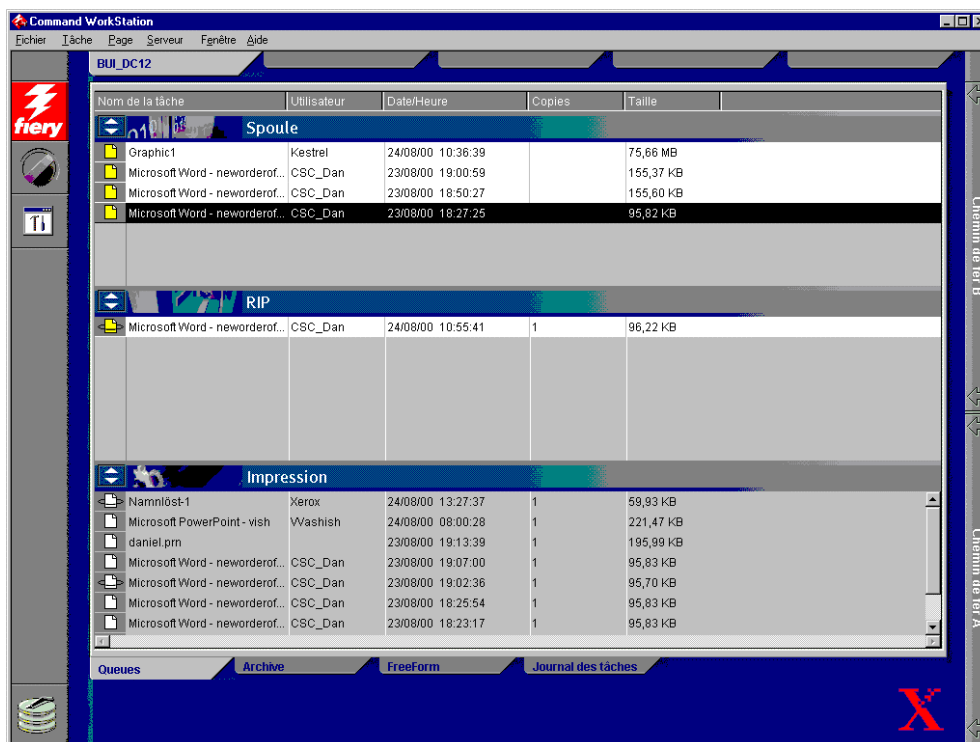 Command WorkStation
Fichier Tâche Page Serveur Fenêtre Aide
BUI_DC12
Nom de la tâche Utilisateur Date/Heure Copies Taille
fiery
Spoule
Graphic1 Kestrel 24/08/00 10:36:39 75,66 MB
Microsoft Word - neworderof... CSC_Dan 23/08/00 19:00:59 155,37 KB
Microsoft Word - neworderof... CSC_Dan 23/08/00 18:50:27 155,60 KB
Microsoft Word - neworderof... CSC_Dan 23/08/00 18:27:25 95,82 KB
RIP
Microsoft Word - neworderof... CSC_Dan 24/08/00 10:55:41 1 96,22 KB
Impression
Namnlöst-1 Xerox 24/08/00 13:27:37 1 59,93 KB
Microsoft PowerPoint - vish Washish 24/08/00 08:00:28 1 221,47 KB
daniel.prn 23/08/00 19:13:39 1 195,99 KB
Microsoft Word - neworderof... CSC_Dan 23/08/00 19:07:00 1 95,83 KB
Microsoft Word - neworderof... CSC_Dan 23/08/00 19:02:36 1 95,70 KB
Microsoft Word - neworderof... CSC_Dan 23/08/00 18:25:54 1 95,83 KB
Microsoft Word - neworderof... CSC_Dan 23/08/00 18:23:17 1 95,83 KB
Queues Archive FreeForm Journal des tâches
Chemin de fer B
Chemin de fer A
X